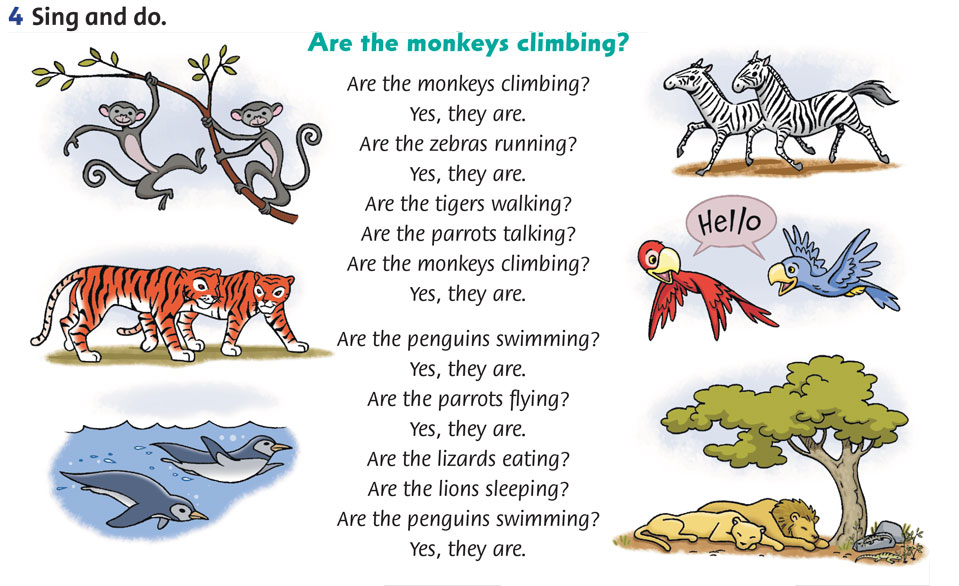 4 Sing and do.
Are the monkeys climbing?
Are the monkeys climbing?
Yes, they are.
Are the zebras running?
Yes, they are.
Are the tigers walking?
Are the parrots talking?
Are the monkeys climbing?
Yes, they are.
Hello
Are the penguins swimming?
Yes, they are.
Are the parrots flying?
Yes, they are.
Are the lizards eating?
Are the lions sleeping?
Are the penguins swimming?
Yes, they are.